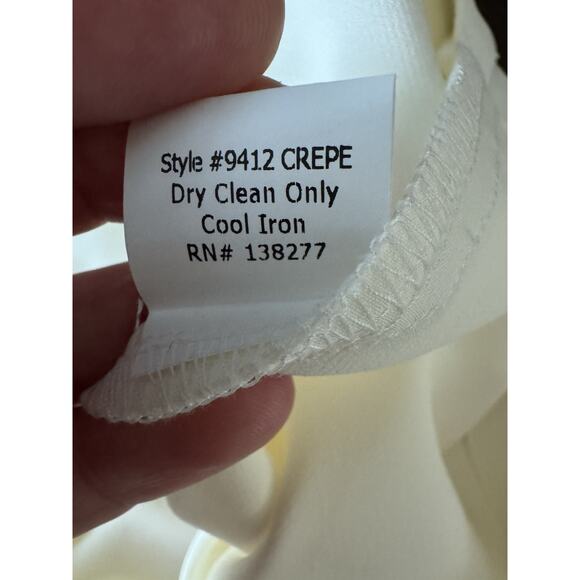 Style #9412 CREPE
Dry Clean Only
Cool Iron
RN# 138277